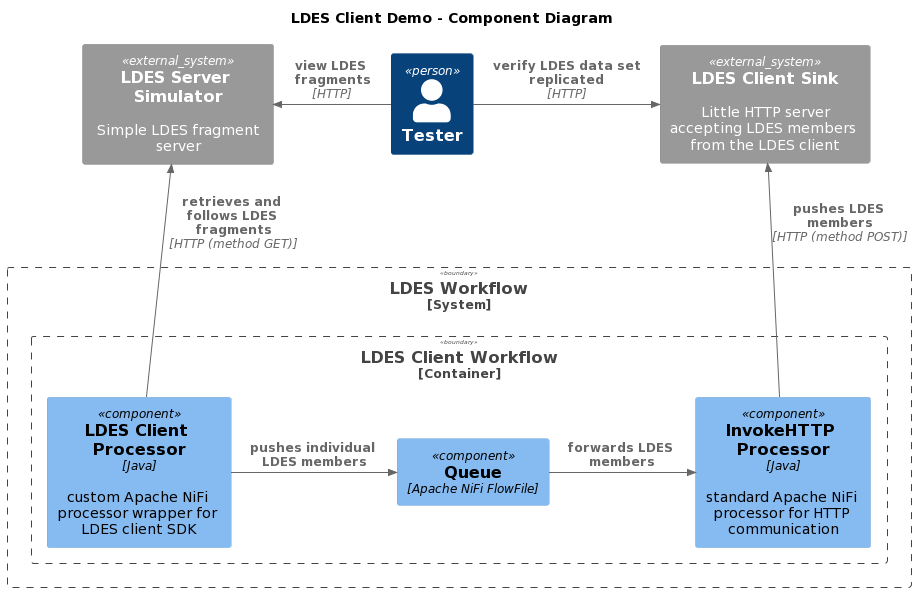 LDES Client Demo - Component Diagram
«external_system»
LDES Server
Simulator
Simple LDES fragment
server
view LDES
fragments
[HTTP]
«person»
Tester
verify LDES data set
replicated
[HTTP]
«external_system»
LDES Client Sink
Little HTTP server
accepting LDES members
from the LDES client
retrieves and
follows LDES
fragments
[HTTP (method GET)]
pushes LDES
members
[HTTP (method POST)]
«boundary»
LDES Workflow
[System]
«boundary»
LDES Client Workflow
[Container]
«component»
LDES Client
Processor
[Java]
custom Apache NiFi
processor wrapper for
LDES client SDK
pushes individual
LDES members
«component»
Queue
[Apache NiFi FlowFile]
forwards LDES
members
«component»
InvokeHTTP
Processor
[Java]
standard Apache NiFi
processor for HTTP
communication